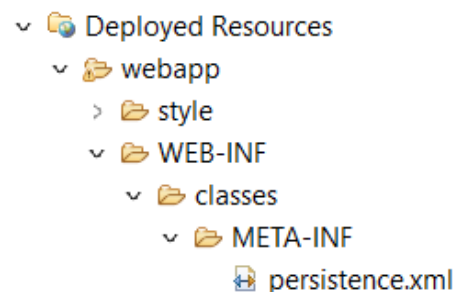 Deployed Resources
webapp
style
WEB-INF
classes
META-INF
persistence.xml